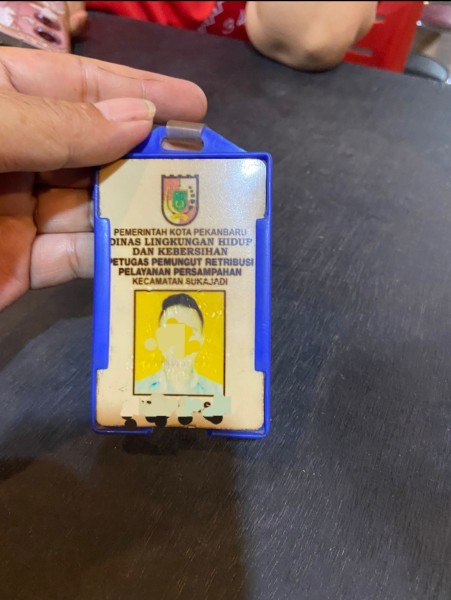 PEMERINTAH KOTA PEKANBARU
DINAS LINGKUNGAN HIDUP
DAN KEBERSIHAN
PETUGAS PEMUNGUT RETRIBUSI
PELAYANAN PERSAMPAHAN
KECAMATAN SUKAJADI